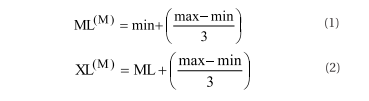 ML^(M) = min+((max−min)/3) (1)
XL^(M) = ML+((max−min)/3) (2)